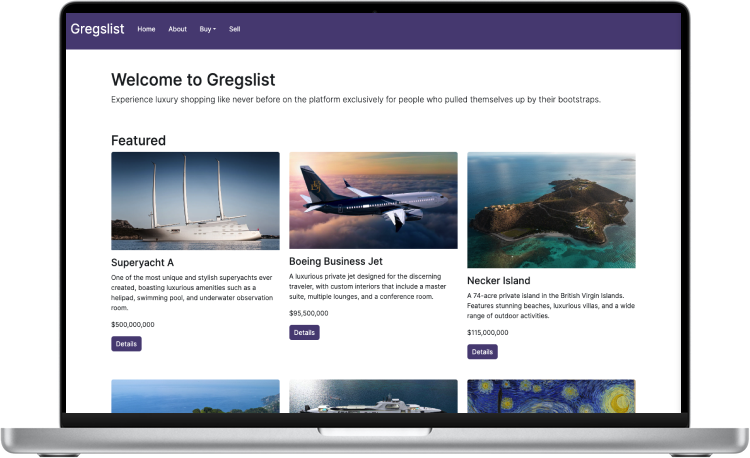 Gregslist Home About Buy Sell
Welcome to Gregslist
Experience luxury shopping like never before on the platform exclusively for people who pulled themselves up by their bootstraps.
Featured
Superyacht A
One of the most unique and stylish superyachts ever
created, boasting luxurious amenities such as a
helipad, swimming pool, and underwater observation
room.
$500,000,000
Details
Boeing Business Jet
A luxurious private jet designed for the discerning
traveler, with custom interiors that include a master
suite, multiple lounges, and a conference room.
$95,500,000
Details
Necker Island
A 74-acre private island in the British Virgin Islands.
Features stunning beaches, luxurious villas, and a wide
range of outdoor activities.
$115,000,000
Details